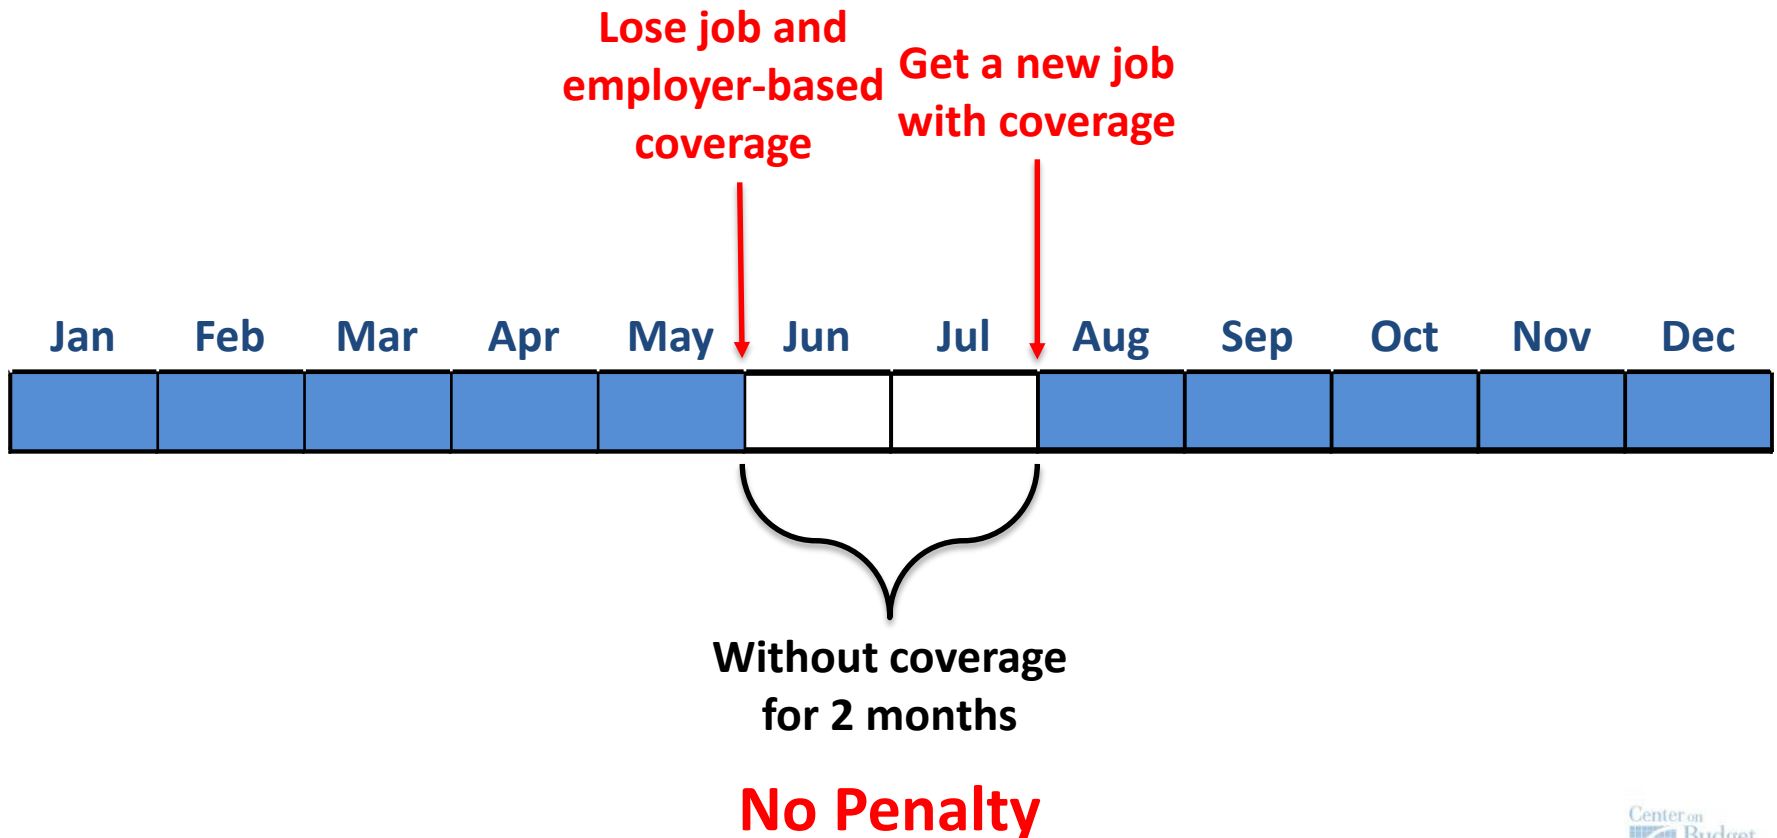 Lose job and
employer-based
coverage
Get a new job
with coverage
Jan Feb Mar Apr May Jun Jul Aug Sep Oct Nov Dec
Without coverage
for 2 months
No Penalty
Center on
Budget